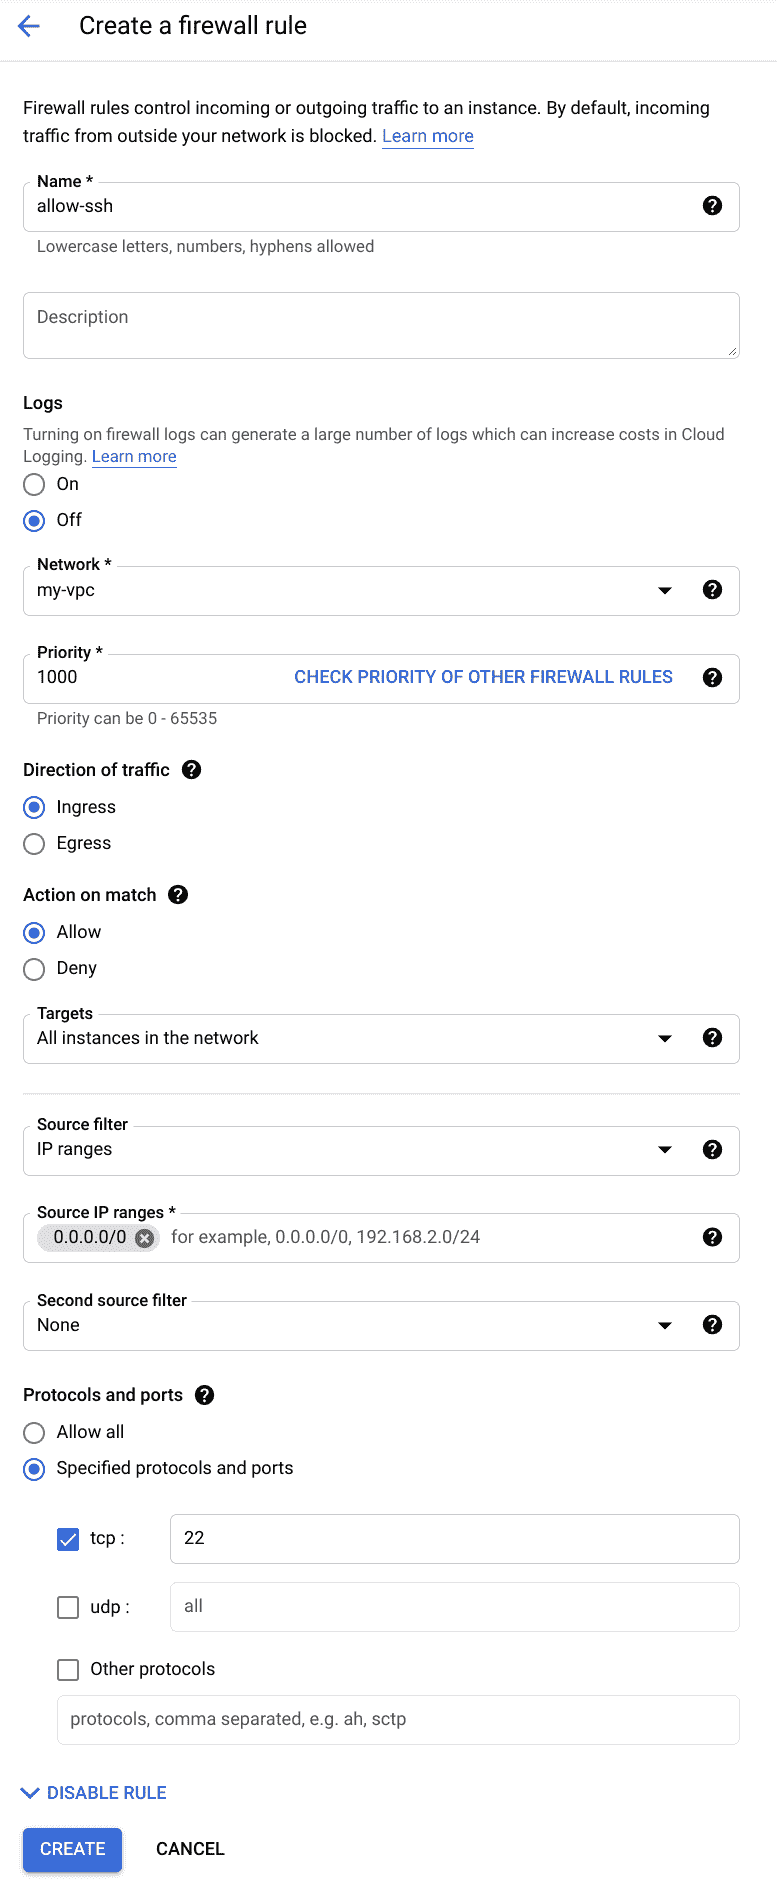 Create a firewall rule
Firewall rules control incoming or outgoing traffic to an instance. By default, incoming
traffic from outside your network is blocked. Learn more
Name *
allow-ssh
Lowercase letters, numbers, hyphens allowed
Description
Logs
Turning on firewall logs can generate a large number of logs which can increase costs in Cloud
Logging. Learn more
On
Off
Network *
my-vpc
Priority *
1000 CHECK PRIORITY OF OTHER FIREWALL RULES
Priority can be 0 - 65535
Direction of traffic
Ingress
Egress
Action on match
Allow
Deny
Targets
All instances in the network
Source filter
IP ranges
Source IP ranges *
0.0.0.0/0 for example, 0.0.0.0/0, 192.168.2.0/24
Second source filter
None
Protocols and ports
Allow all
Specified protocols and ports
tcp : 22
udp : all
Other protocols
protocols, comma separated, e.g. ah, sctp
DISABLE RULE
CREATE CANCEL